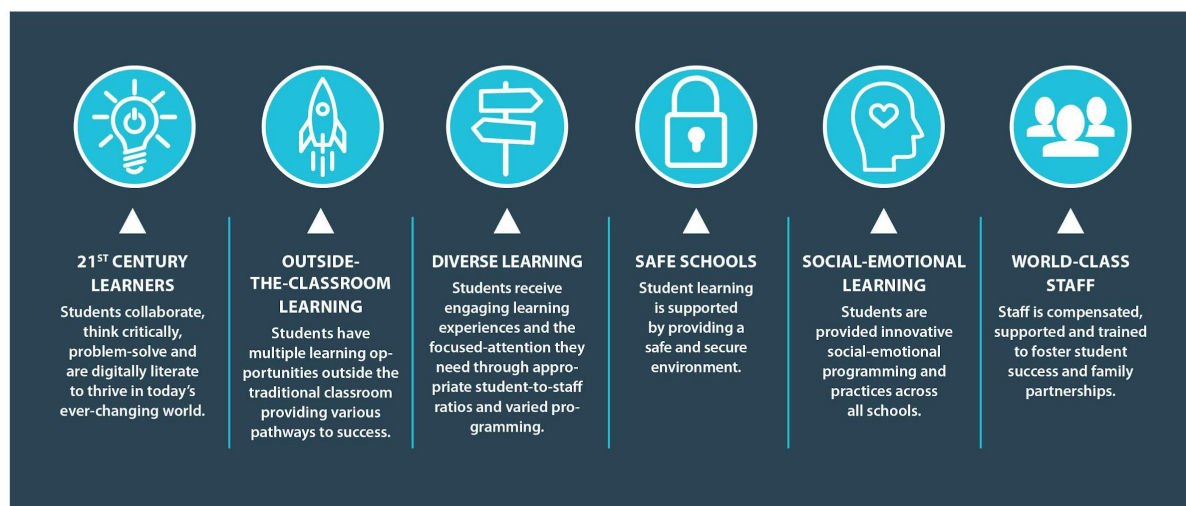 21ST CENTURY
LEARNERS
Students collaborate,
think critically,
problem-solve and
are digitally literate
to thrive in today’s
ever-changing world.
OUTSIDE-
THE-CLASSROOM
LEARNING
Students have
multiple learning op-
portunities outside the
traditional classroom
providing various
pathways to success.
DIVERSE LEARNING
Students receive
engaging learning
experiences and the
focused-attention they
need through appro-
priate student-to-staff
ratios and varied pro-
gramming.
SAFE SCHOOLS
Student learning
is supported
by providing a
safe and secure
environment.
SOCIAL-EMOTIONAL
LEARNING
Students are
provided innovative
social-emotional
programming and
practices across
all schools.
WORLD-CLASS
STAFF
Staff is compensated,
supported and trained
to foster student
success and family
partnerships.